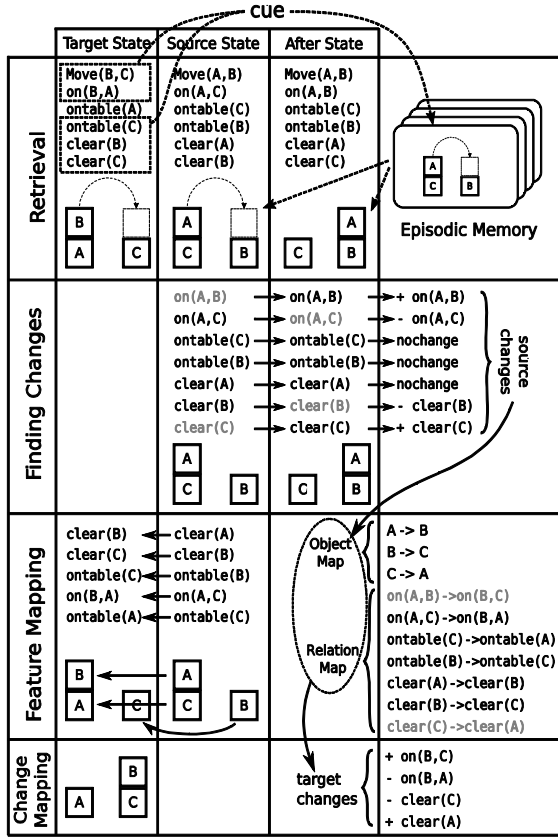 cue
Target State Source State After State
Retrieval
Move(B,C) Move(A,B) Move(A,B)
on(B,A) on(A,C) on(A,B)
ontable(A) ontable(C) ontable(C)
ontable(C) ontable(B) ontable(B)
clear(B) clear(A) clear(A)
clear(C) clear(B) clear(C)
A
C B
Episodic Memory
B A A
A C C B C B
Finding Changes
on(A,B) on(A,B) + on(A,B)
on(A,C) on(A,C) - on(A,C)
ontable(C) ontable(C) nochange
ontable(B) ontable(B) nochange
clear(A) clear(A) nochange
clear(B) clear(B) - clear(B)
clear(C) clear(C) + clear(C)
source
changes
A A
C B C B
Feature Mapping
clear(B) clear(A)
clear(C) clear(B)
ontable(C) ontable(B)
on(B,A) on(A,C)
ontable(A) ontable(C)
B A
A C C B
Object
Map
A -> B
B -> C
C -> A
Relation
Map
on(A,B)->on(B,C)
on(A,C)->on(B,A)
ontable(C)->ontable(A)
ontable(B)->ontable(C)
clear(A)->clear(B)
clear(B)->clear(C)
clear(C)->clear(A)
Change
Mapping
B
A C
target
changes
+ on(B,C)
- on(B,A)
- clear(C)
+ clear(A)